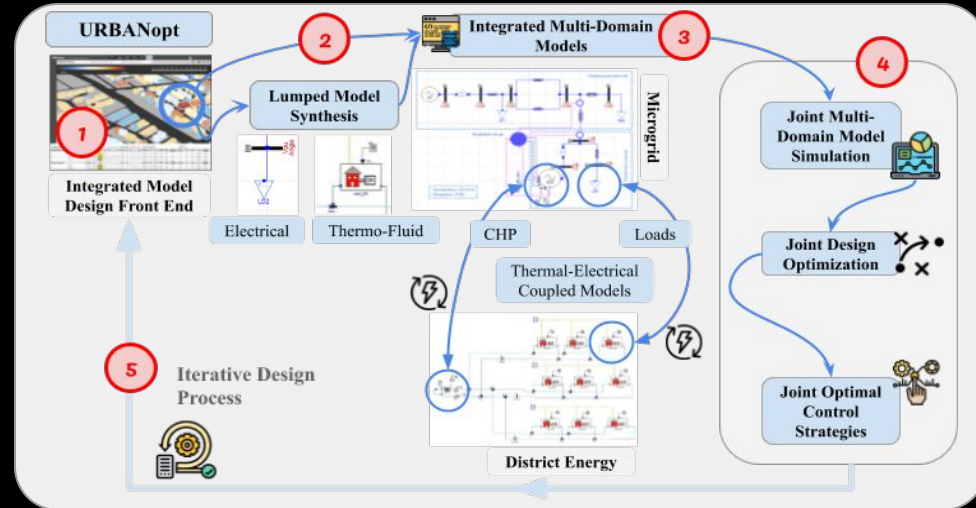 URBANopt
1
Integrated Model
Design Front End
2
Lumped Model
Synthesis
Electrical
Thermo-Fluid
Integrated Multi-Domain
Models
3
Microgrid
CHP
Loads
Thermal-Electrical
Coupled Models
District Energy
4
Joint Multi-
Domain Model
Simulation
Joint Design
Optimization
Joint Optimal
Control
Strategies
5
Iterative Design
Process